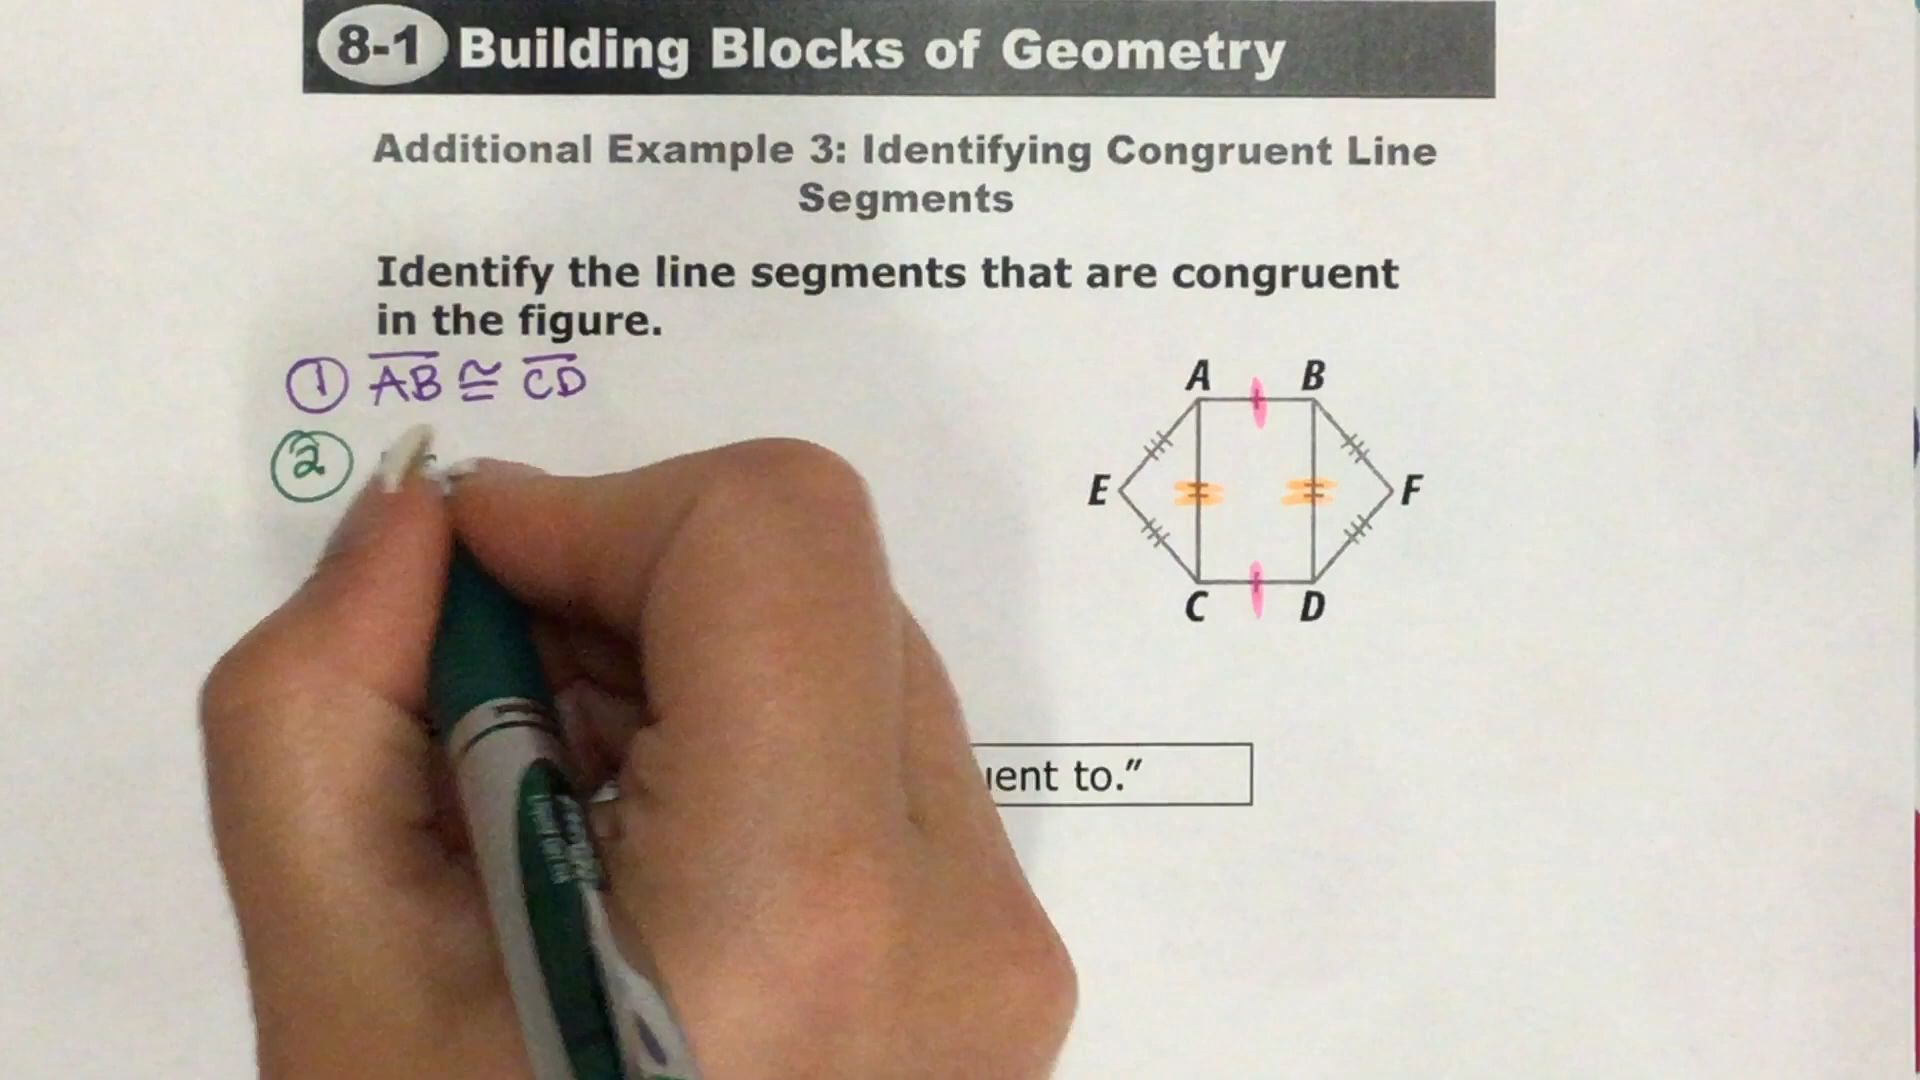 8-1 Building Blocks of Geometry
Additional Example 3: Identifying Congruent Line
Segments
Identify the line segments that are congruent
in the figure.
① AB ≅ CD
②
A B
E F
C D
to.”